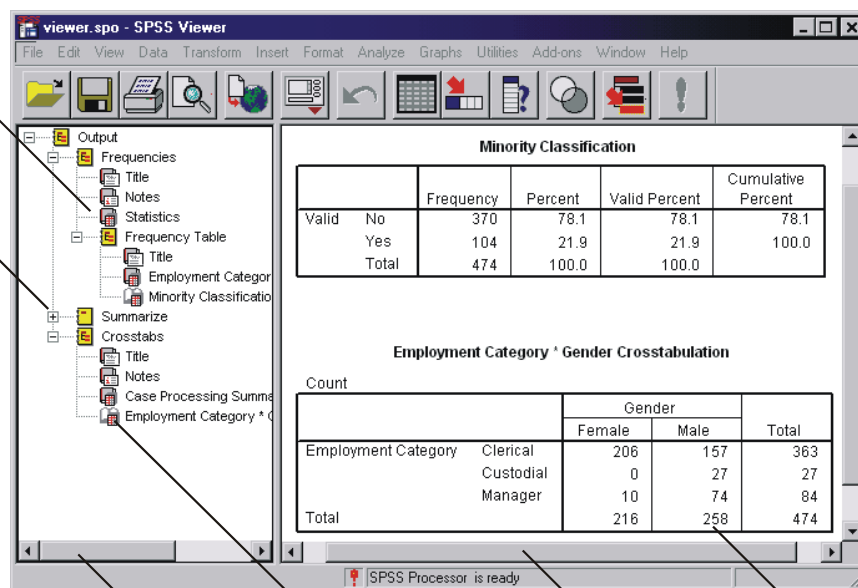 viewer.spo - SPSS Viewer
File Edit View Data Transform Insert Format Analyze Graphs Utilities Add-ons Window Help
Output
Frequencies
Title
Notes
Statistics
Frequency Table
Title
Employment Categor
Minority Classificatio
Summarize
Crosstabs
Title
Notes
Case Processing Summa
Employment Category * G
Minority Classification
Frequency Percent Valid Percent Cumulative Percent
Valid No 370 78.1 78.1 78.1
Yes 104 21.9 21.9 100.0
Total 474 100.0 100.0
Employment Category * Gender Crosstabulation
Count
Gender
Female Male Total
Employment Category Clerical 206 157 363
Custodial 0 27 27
Manager 10 74 84
Total 216 258 474
SPSS Processor is ready